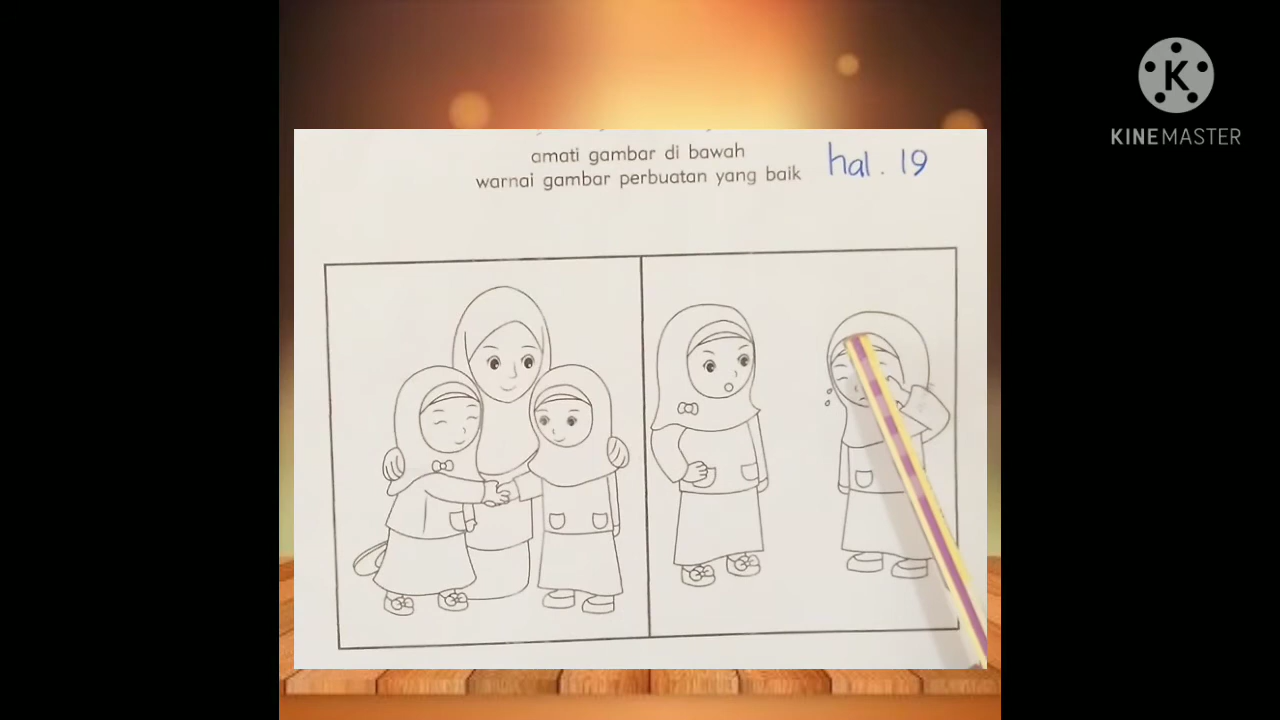 amati gambar di bawah
warnai gambar perbuatan yang baik
hal. 19
K
KINEMASTER